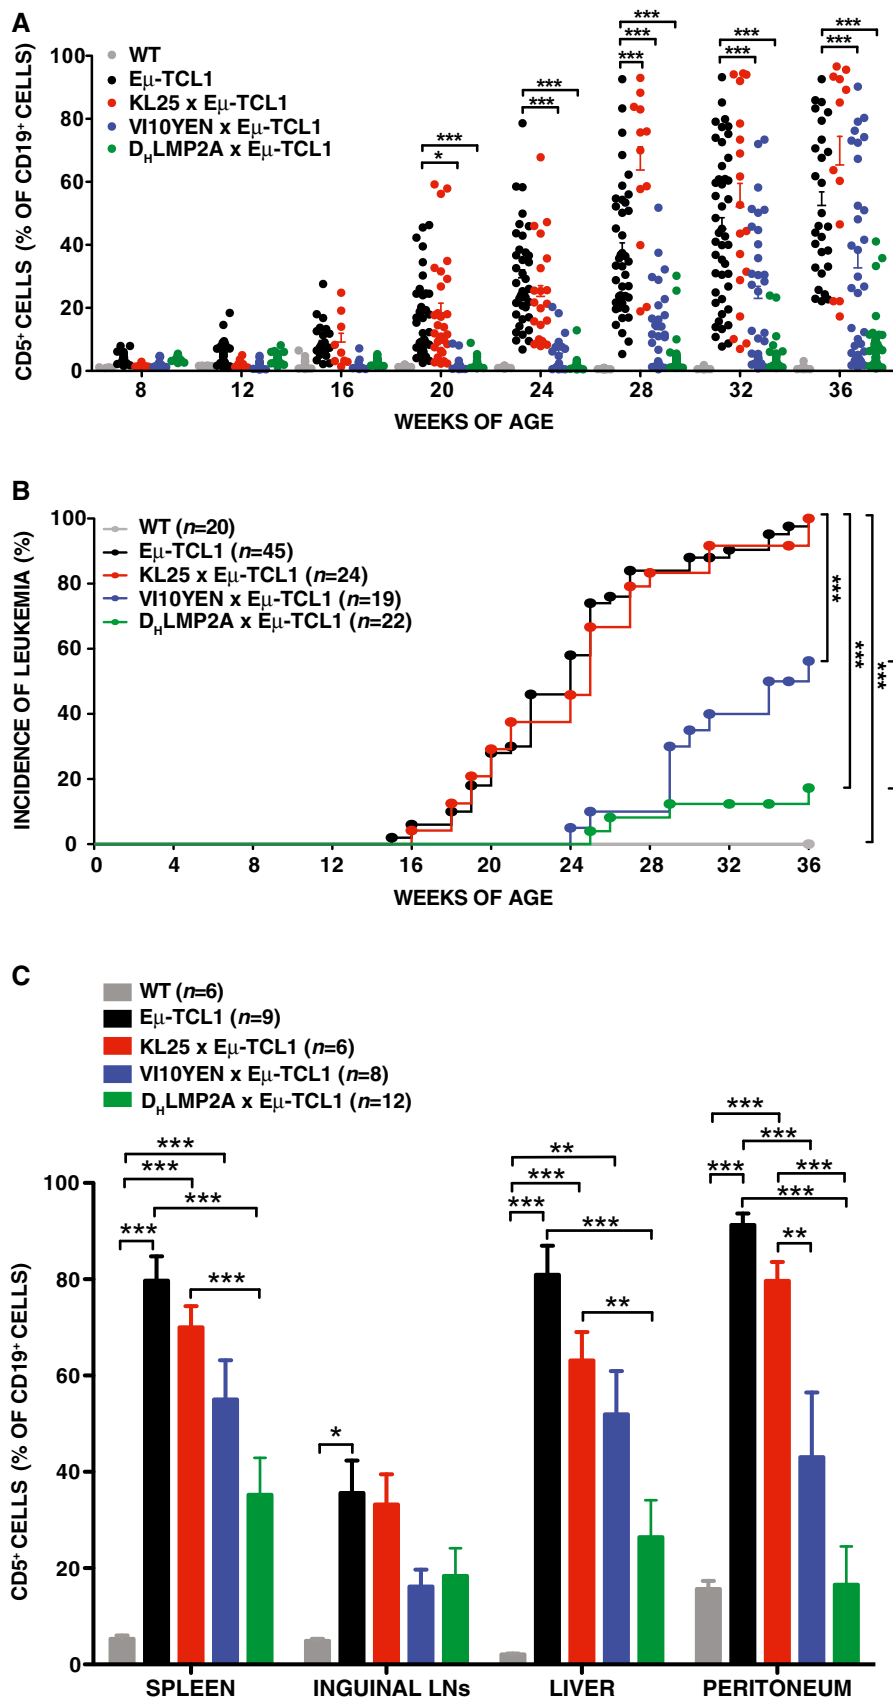 A
CD5⁺ CELLS (% OF CD19⁺ CELLS)
100
80
60
40
20
0
WT
Eµ-TCL1
KL25 x Eµ-TCL1
VI10YEN x Eµ-TCL1
DHLMP2A x Eµ-TCL1
***
*
***
***
***
***
***
***
***
***
***
***
8 12 16 20 24 28 32 36
WEEKS OF AGE
B
INCIDENCE OF LEUKEMIA (%)
100
80
60
40
20
0
WT (n=20)
Eµ-TCL1 (n=45)
KL25 x Eµ-TCL1 (n=24)
VI10YEN x Eµ-TCL1 (n=19)
DHLMP2A x Eµ-TCL1 (n=22)
***
***
***
0 4 8 12 16 20 24 28 32 36
WEEKS OF AGE
C
WT (n=6)
Eµ-TCL1 (n=9)
KL25 x Eµ-TCL1 (n=6)
VI10YEN x Eµ-TCL1 (n=8)
DHLMP2A x Eµ-TCL1 (n=12)
CD5⁺ CELLS (% OF CD19⁺ CELLS)
100
80
60
40
20
0
***
***
***
***
***
*
**
***
***
***
**
***
***
***
***
***
**
SPLEEN INGUINAL LNs LIVER PERITONEUM